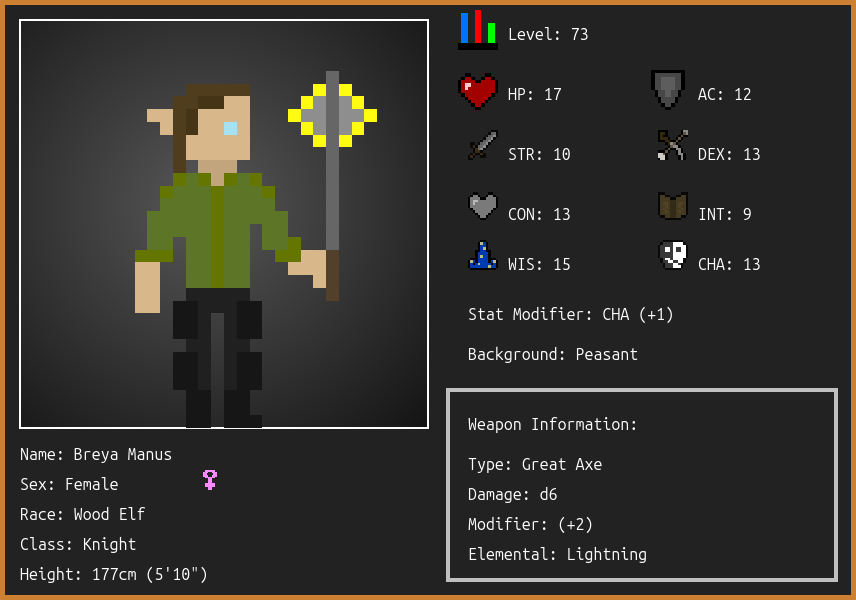 Level: 73
HP: 17
AC: 12
STR: 10
DEX: 13
CON: 13
INT: 9
WIS: 15
CHA: 13
Stat Modifier: CHA (+1)
Background: Peasant
Weapon Information:
Type: Great Axe
Damage: d6
Modifier: (+2)
Elemental: Lightning
Name: Breya Manus
Sex: Female
Race: Wood Elf
Class: Knight
Height: 177cm (5'10")